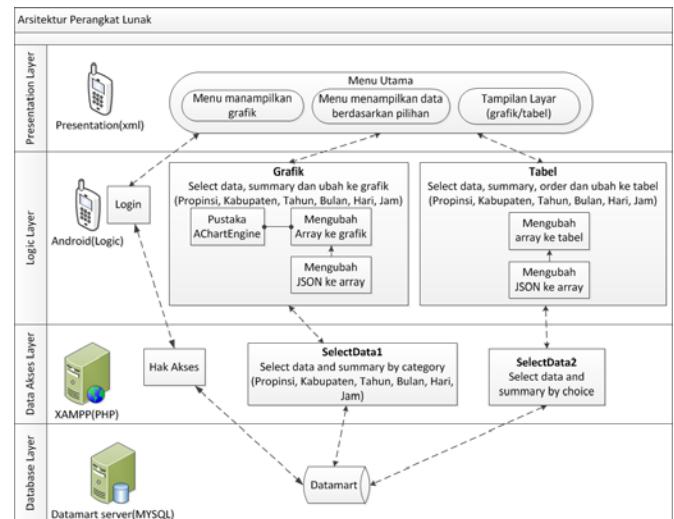 Arsitektur Perangkat Lunak
Presentation Layer
Presentation(xml)
Menu Utama
Menu manampilkan
grafik
Menu menampilkan data
berdasarkan pilihan
Tampilan Layar
(grafik/tabel)
Logic Layer
Android(Logic)
Login
Grafik
Select data, summary dan ubah ke grafik
(Propinsi, Kabupaten, Tahun, Bulan, Hari, Jam)
Pustaka
AChartEngine
Mengubah
Array ke grafik
Mengubah
JSON ke array
Tabel
Select data, summary, order dan ubah ke tabel
(Propinsi, Kabupaten, Tahun, Bulan, Hari, Jam)
Mengubah
array ke tabel
Mengubah
JSON ke array
Data Akses Layer
XAMPP(PHP)
Hak Akses
SelectData1
Select data and summary by category
(Propinsi, Kabupaten, Tahun, Bulan, Hari,
Jam)
SelectData2
Select data and
summary by choice
Database Layer
Datamart server(MYSQL)
Datamart